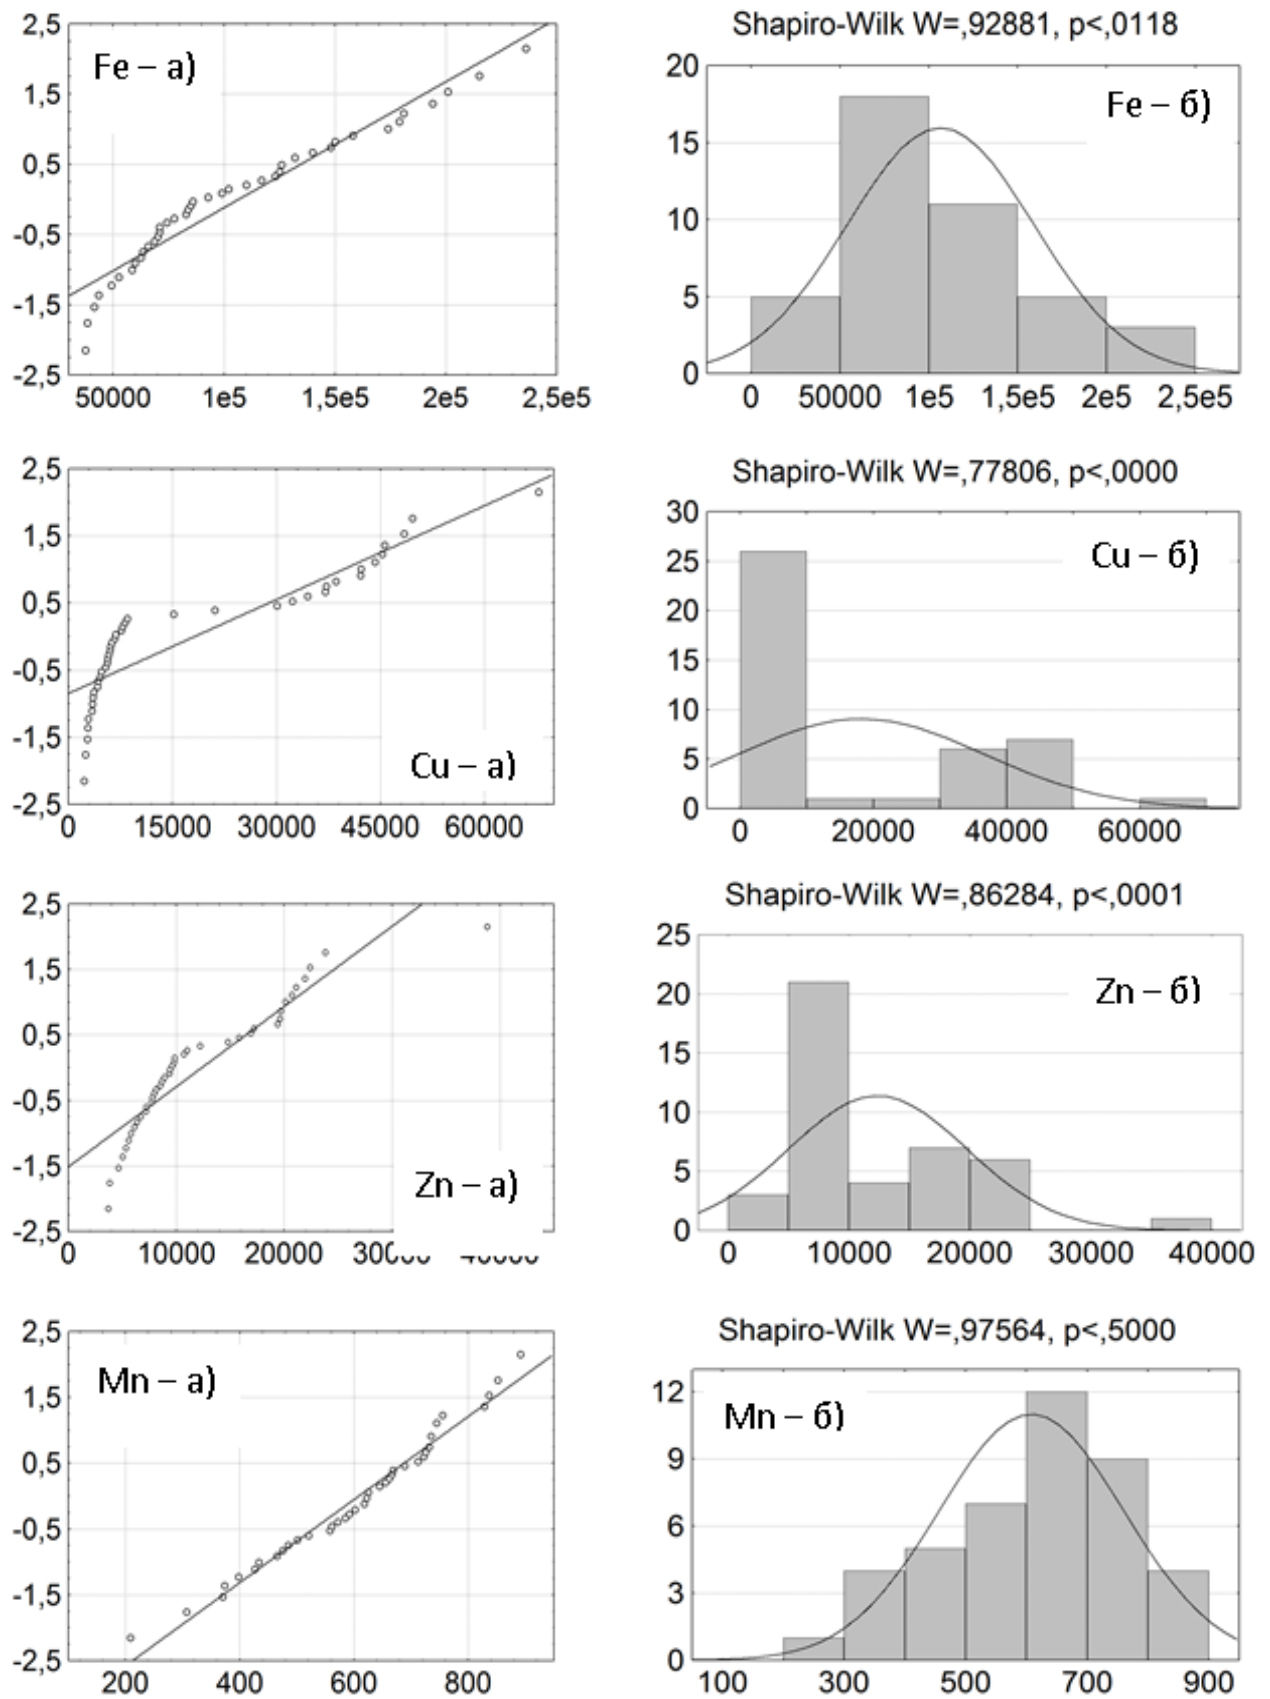 2,5
1,5
0,5
-0,5
-1,5
-2,5
Fe – а)
50000 1e5 1,5e5 2e5 2,5e5
Shapiro-Wilk W=,92881, p<,0118
20
15
10
5
0
Fe – б)
0 50000 1e5 1,5e5 2e5 2,5e5
2,5
1,5
0,5
-0,5
-1,5
-2,5
Cu – а)
0 15000 30000 45000 60000
Shapiro-Wilk W=,77806, p<,0000
30
25
20
15
10
5
0
Cu – б)
0 20000 40000 60000
2,5
1,5
0,5
-0,5
-1,5
-2,5
Zn – а)
0 10000 20000
Shapiro-Wilk W=,86284, p<,0001
25
20
15
10
5
0
Zn – б)
0 10000 20000 30000 40000
2,5
1,5
0,5
-0,5
-1,5
-2,5
Mn – а)
200 400 600 800
Shapiro-Wilk W=,97564, p<,5000
12
9
6
3
0
Mn – б)
100 300 500 700 900